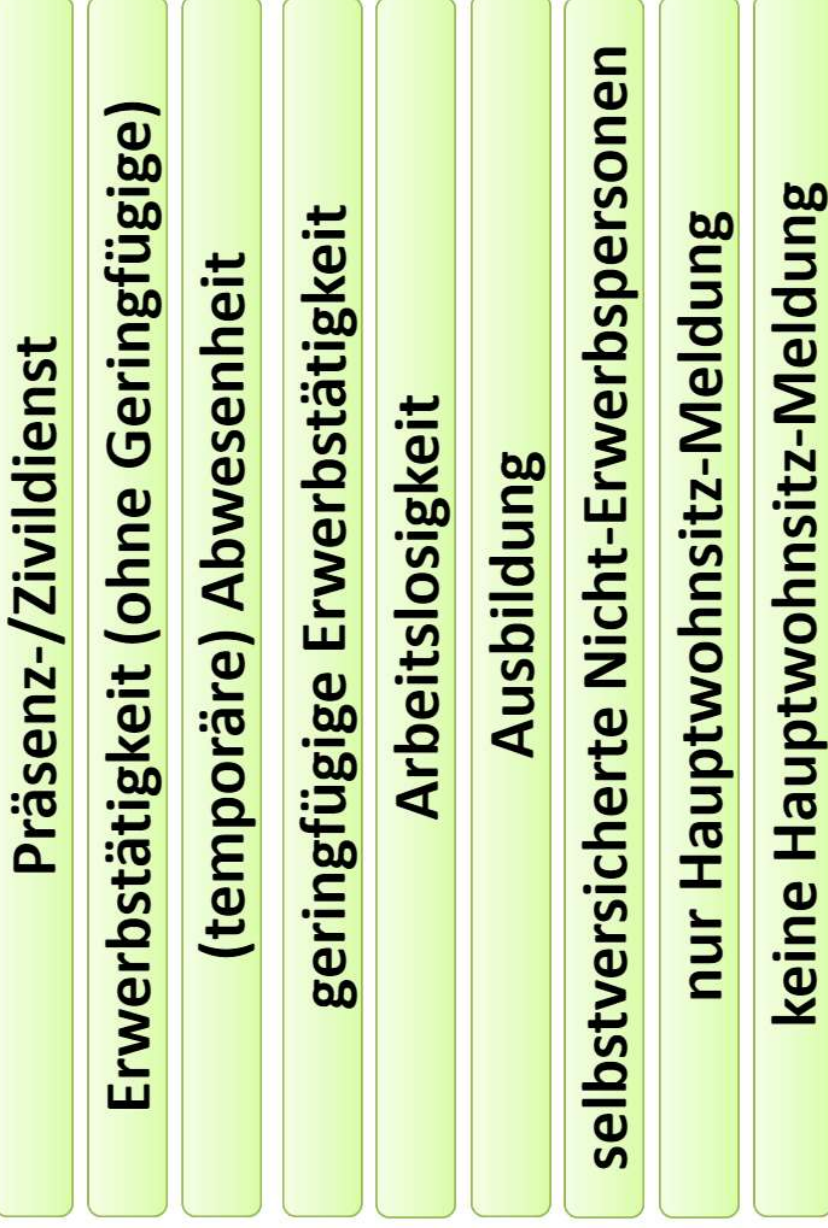 Präsenz-/Zivildienst
Erwerbstätigkeit (ohne Geringfügige)
(temporäre) Abwesenheit
geringfügige Erwerbstätigkeit
Arbeitslosigkeit
Ausbildung
selbstversicherte Nicht-Erwerbspersonen
nur Hauptwohnsitz-Meldung
keine Hauptwohnsitz-Meldung